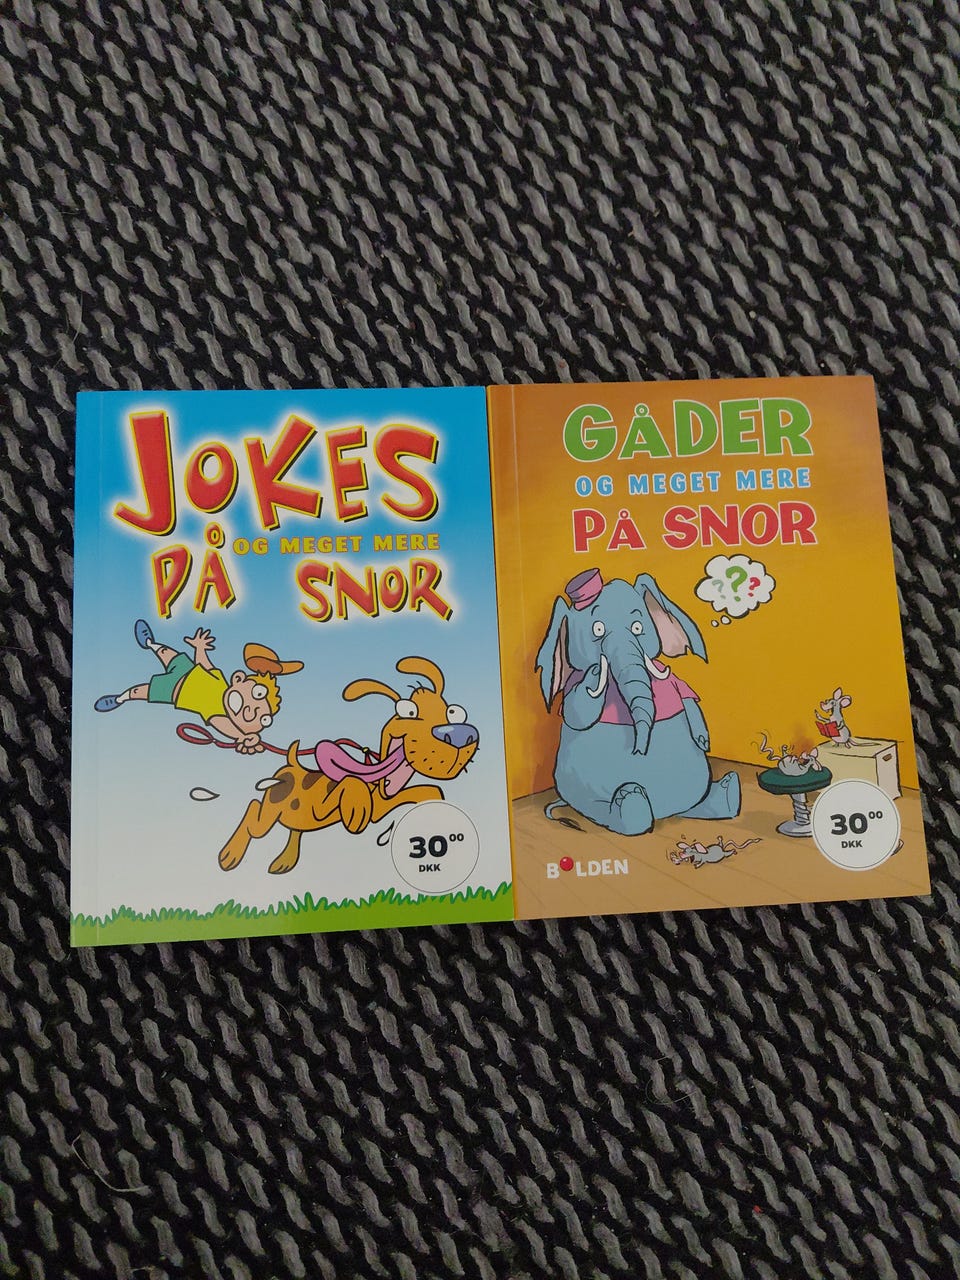 JOKES
OG MEGET MERE
PÅ SNOR
30⁰⁰
DKK
GÅDER
OG MEGET MERE
PÅ SNOR
???
BOLDEN
30⁰⁰
DKK